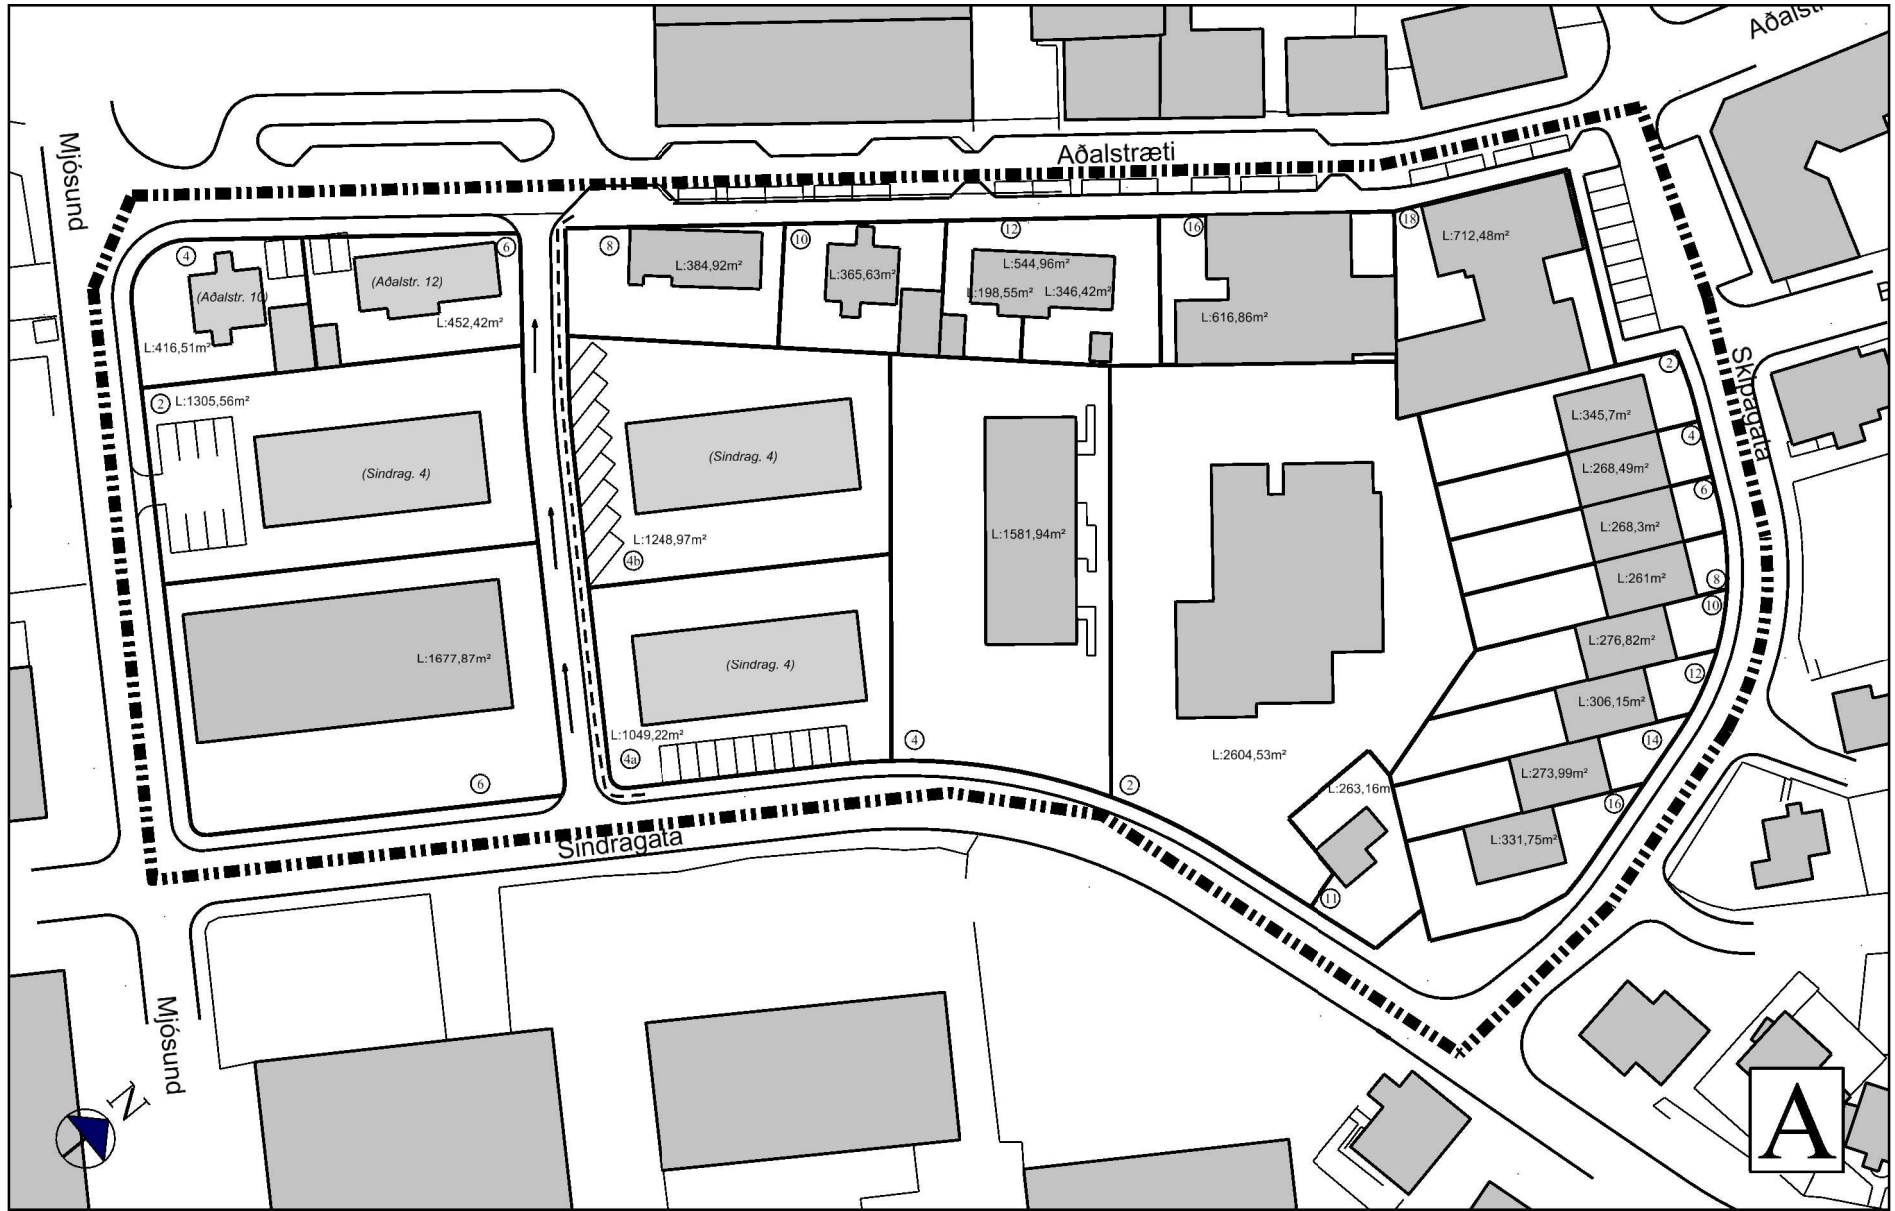 Aðalstræti
Mjósund
Aðalstræti
4
6
8
10
12
16
18
L:712,48m²
(Aðalstr. 10)
(Aðalstr. 12)
L:384,92m²
L:365,63m²
L:544,96m²
L:198,55m²
L:346,42m²
L:616,86m²
L:452,42m²
L:416,51m²
2
L:1305,56m²
2
L:345,7m²
4
(Sindrag. 4)
(Sindrag. 4)
L:268,49m²
6
L:268,3m²
L:1248,97m²
4b
L:1581,94m²
L:261m²
8
10
L:276,82m²
L:1677,87m²
(Sindrag. 4)
12
L:306,15m²
L:1049,22m²
4a
4
14
L:2604,53m²
L:273,99m²
6
2
L:263,16m
16
L:331,75m²
11
Skipagata
Sindragata
Mjósund
N
A